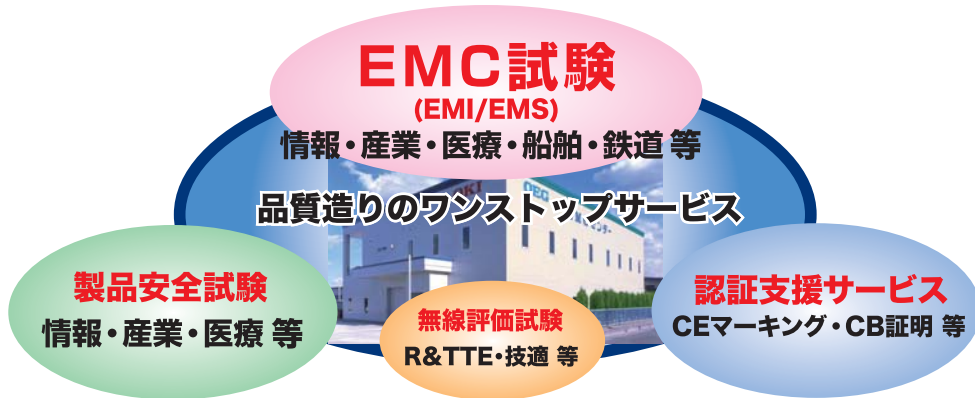 EMC試験
(EMI/EMS)
情報・産業・医療・船舶・鉄道 等
OKI
OEG
品質造りのワンストップサービス
製品安全試験
情報・産業・医療 等
無線評価試験
R&TTE・技適 等
認証支援サービス
CEマーキング・CB証明 等